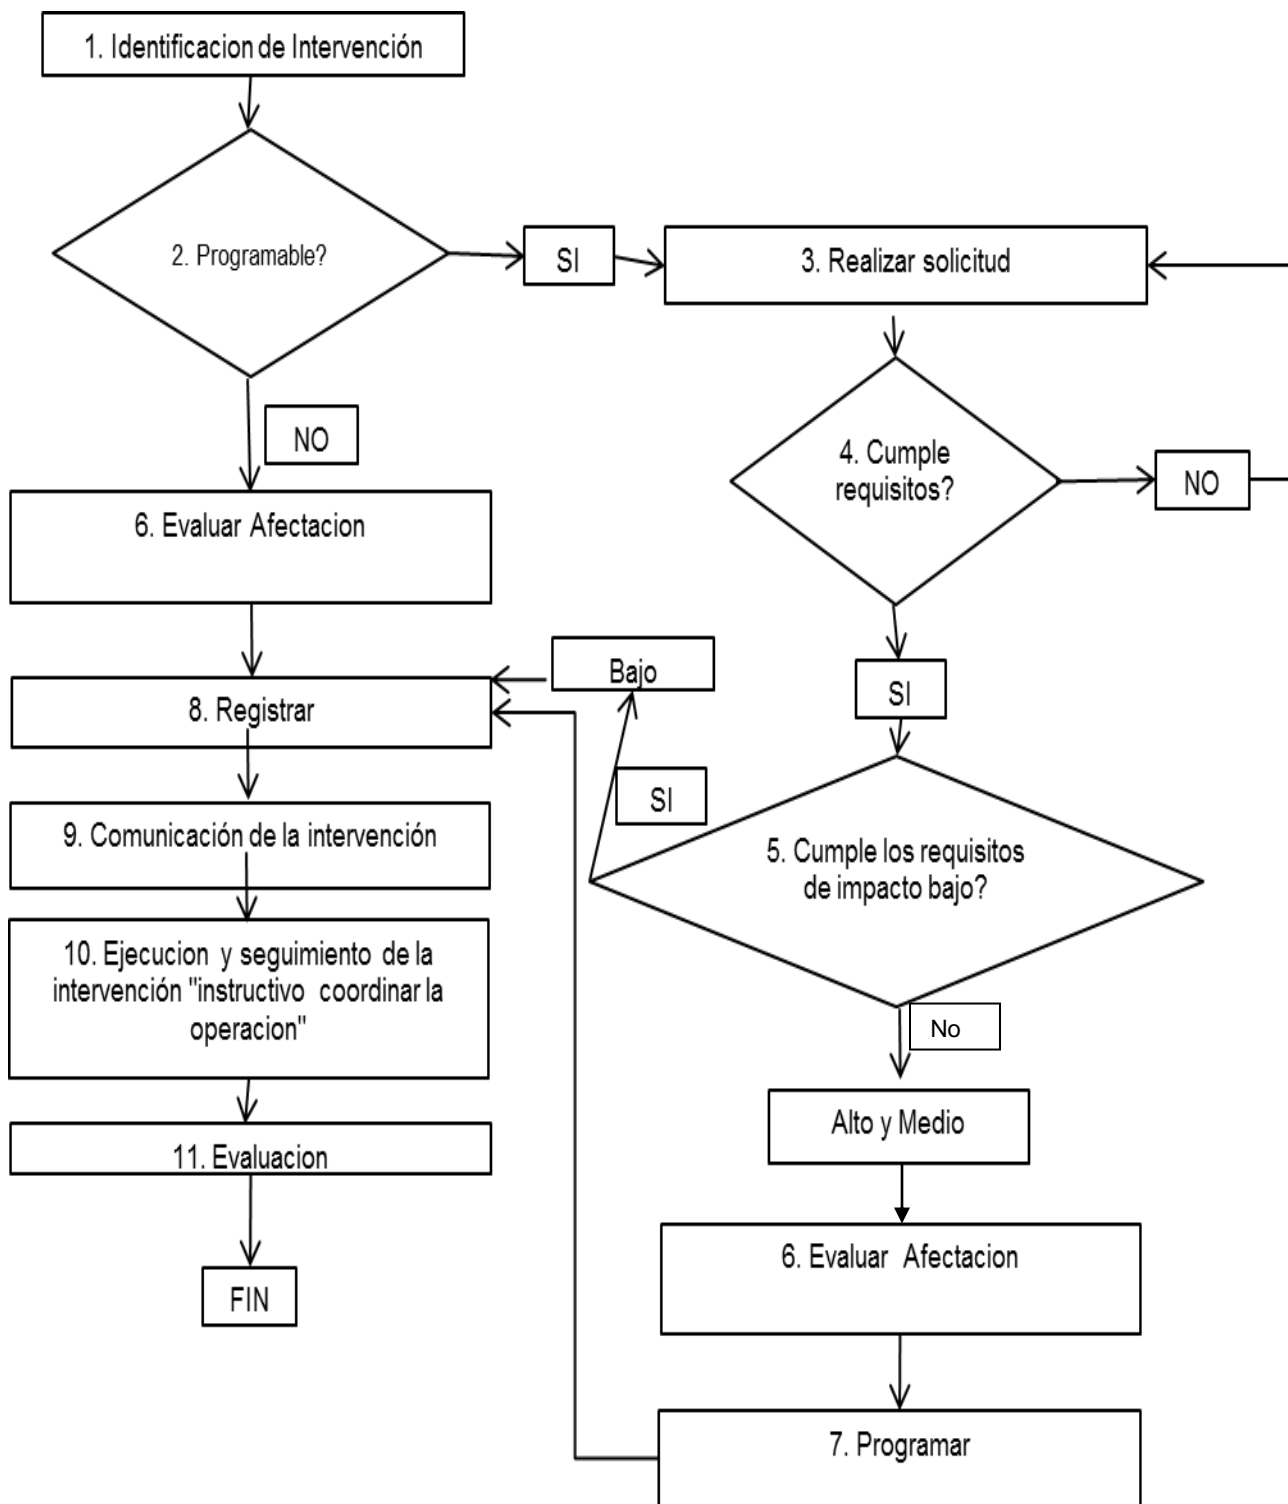 1. Identificacion de Intervención
2. Programable?
SI
3. Realizar solicitud
NO
4. Cumple
requisitos?
NO
6. Evaluar Afectacion
SI
Bajo
8. Registrar
SI
9. Comunicación de la intervención
5. Cumple los requisitos
de impacto bajo?
10. Ejecucion y seguimiento de la
intervención "instructivo coordinar la
operacion"
No
Alto y Medio
11. Evaluacion
6. Evaluar Afectacion
FIN
7. Programar